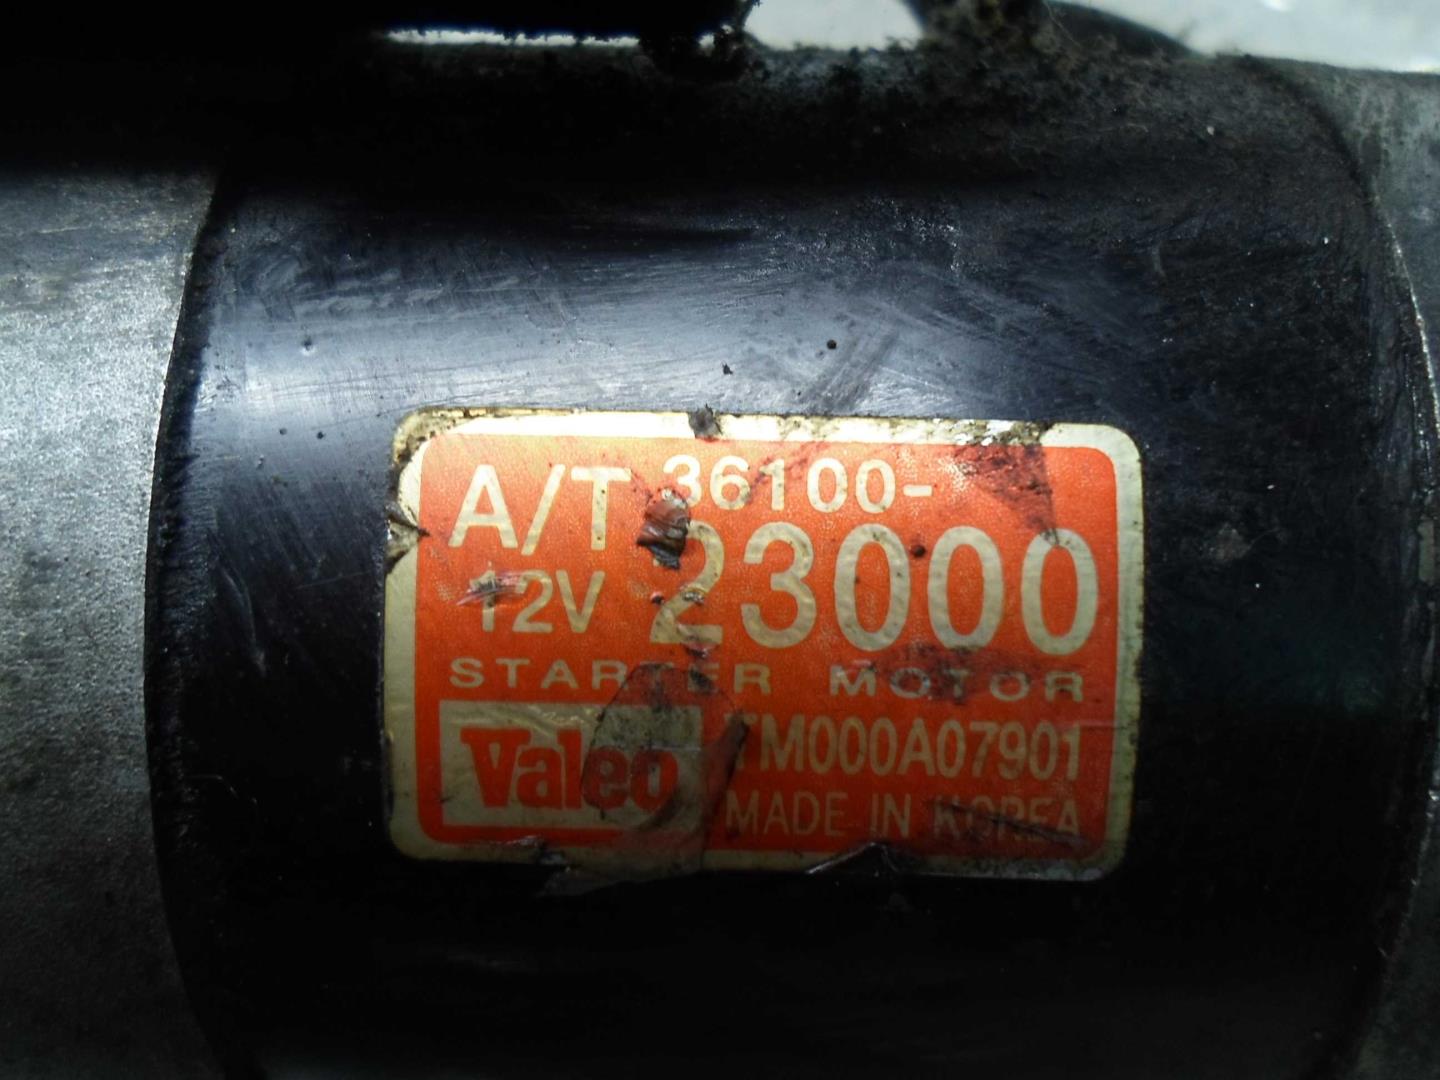 A/T 36100-
12V 23000
STARTER MOTOR
Valeo TM000A07901
MADE IN KOREA